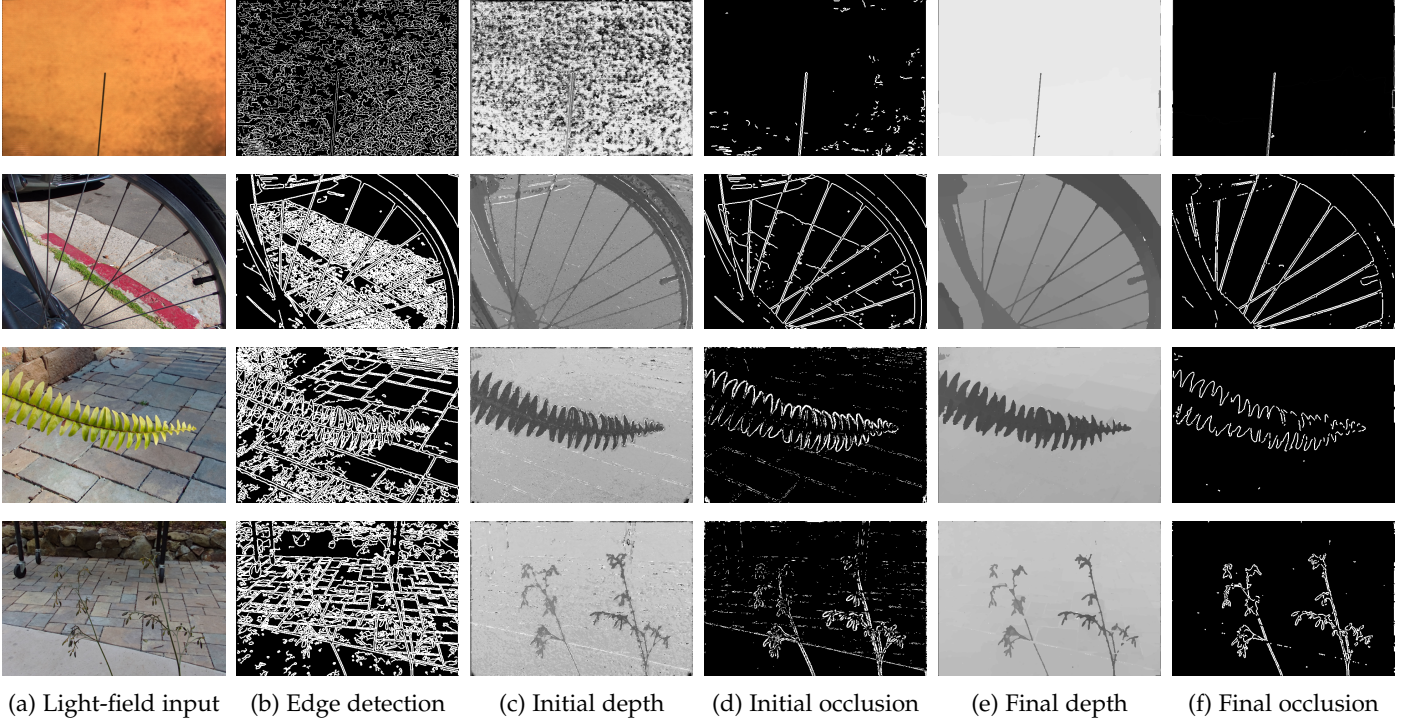 (a) Light-field input (b) Edge detection (c) Initial depth (d) Initial occlusion (e) Final depth (f) Final occlusion